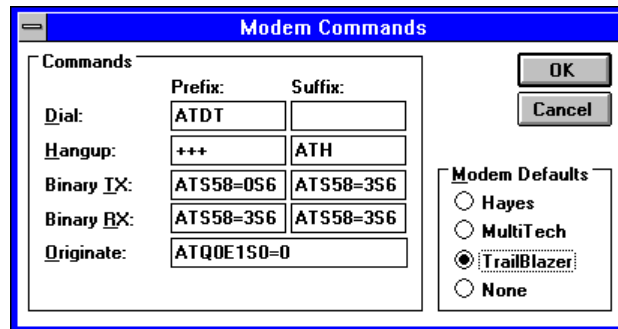 Modem Commands
Commands
Prefix: Suffix:
Dial: ATDT
Hangup: +++ ATH
Binary TX: ATS58=0S6 ATS58=3S6
Binary RX: ATS58=3S6 ATS58=3S6
Originate: ATQ0E1S0=0
OK
Cancel
Modem Defaults
Hayes
MultiTech
TrailBlazer
None